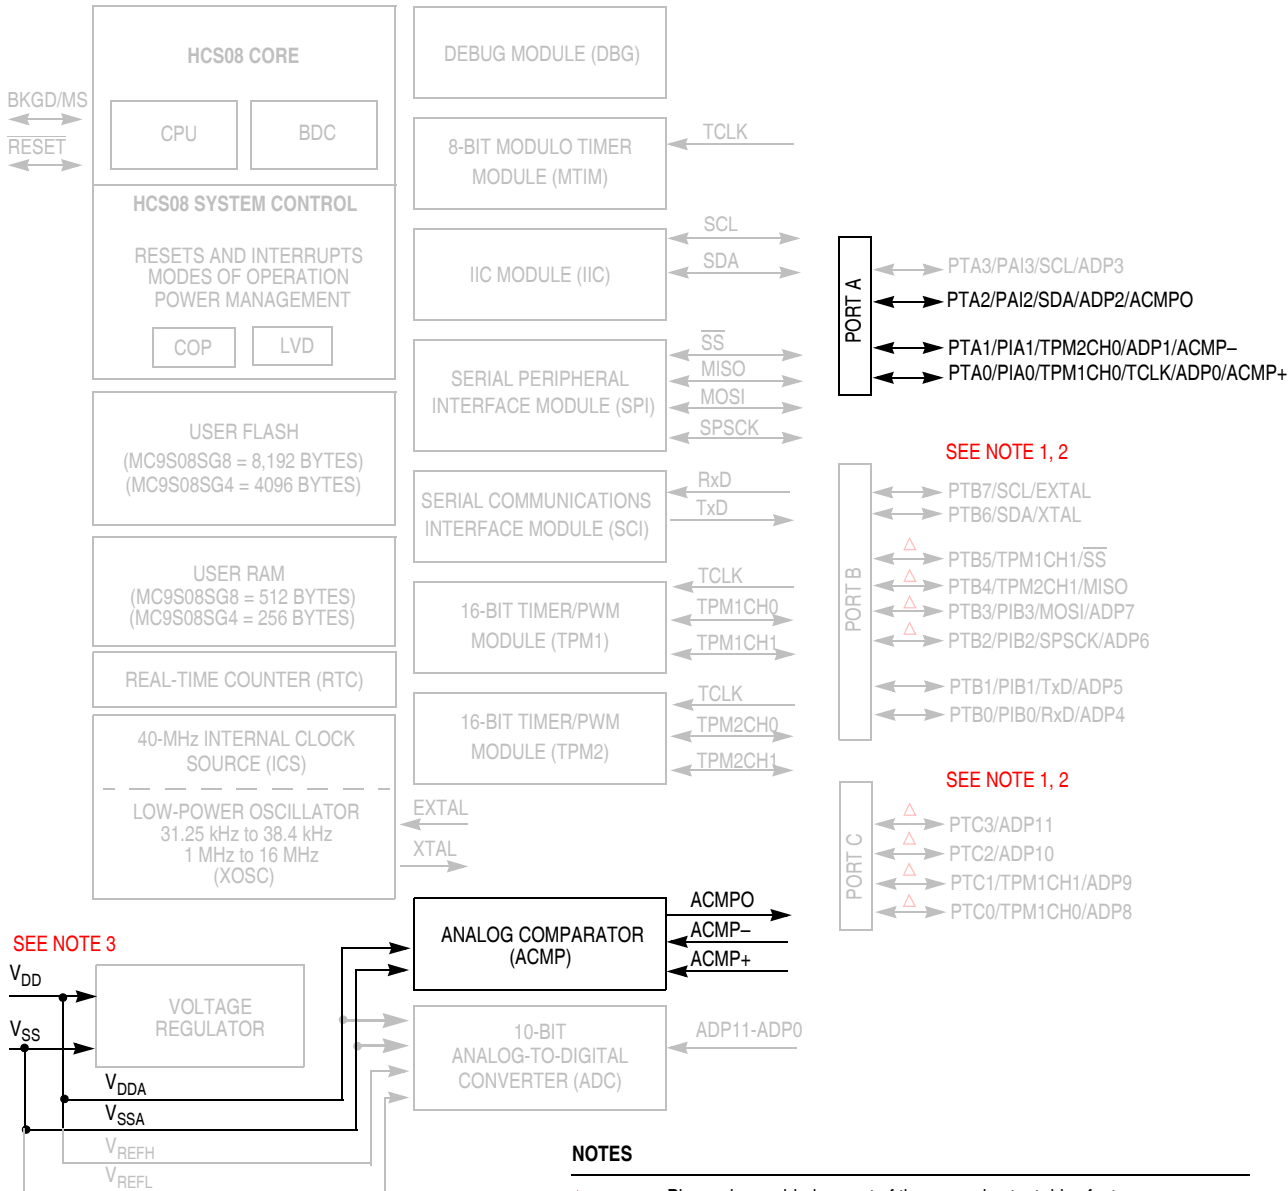 HCS08 CORE
BKGD/MS
RESET
CPU
BDC
HCS08 SYSTEM CONTROL
RESETS AND INTERRUPTS
MODES OF OPERATION
POWER MANAGEMENT
COP
LVD
USER FLASH
(MC9S08SG8 = 8,192 BYTES)
(MC9S08SG4 = 4096 BYTES)
USER RAM
(MC9S08SG8 = 512 BYTES)
(MC9S08SG4 = 256 BYTES)
REAL-TIME COUNTER (RTC)
40-MHz INTERNAL CLOCK
SOURCE (ICS)
LOW-POWER OSCILLATOR
31.25 kHz to 38.4 kHz
1 MHz to 16 MHz
(XOSC)
EXTAL
XTAL
SEE NOTE 3
VDD
VSS
VOLTAGE
REGULATOR
VDDA
VSSA
VREFH
VREFL
DEBUG MODULE (DBG)
8-BIT MODULO TIMER
MODULE (MTIM)
TCLK
IIC MODULE (IIC)
SCL
SDA
SERIAL PERIPHERAL
INTERFACE MODULE (SPI)
SS
MISO
MOSI
SPSCK
SERIAL COMMUNICATIONS
INTERFACE MODULE (SCI)
RxD
TxD
16-BIT TIMER/PWM
MODULE (TPM1)
TCLK
TPM1CH0
TPM1CH1
16-BIT TIMER/PWM
MODULE (TPM2)
TCLK
TPM2CH0
TPM2CH1
ANALOG COMPARATOR
(ACMP)
ACMPO
ACMP–
ACMP+
10-BIT
ANALOG-TO-DIGITAL
CONVERTER (ADC)
ADP11-ADP0
PORT A
PTA3/PAI3/SCL/ADP3
PTA2/PAI2/SDA/ADP2/ACMPO
PTA1/PIA1/TPM2CH0/ADP1/ACMP–
PTA0/PIA0/TPM1CH0/TCLK/ADP0/ACMP+
SEE NOTE 1, 2
PORT B
PTB7/SCL/EXTAL
PTB6/SDA/XTAL
PTB5/TPM1CH1/SS
PTB4/TPM2CH1/MISO
PTB3/PIB3/MOSI/ADP7
PTB2/PIB2/SPSCK/ADP6
PTB1/PIB1/TxD/ADP5
PTB0/PIB0/RxD/ADP4
SEE NOTE 1, 2
PORT C
PTC3/ADP11
PTC2/ADP10
PTC1/TPM1CH1/ADP9
PTC0/TPM1CH0/ADP8
NOTES